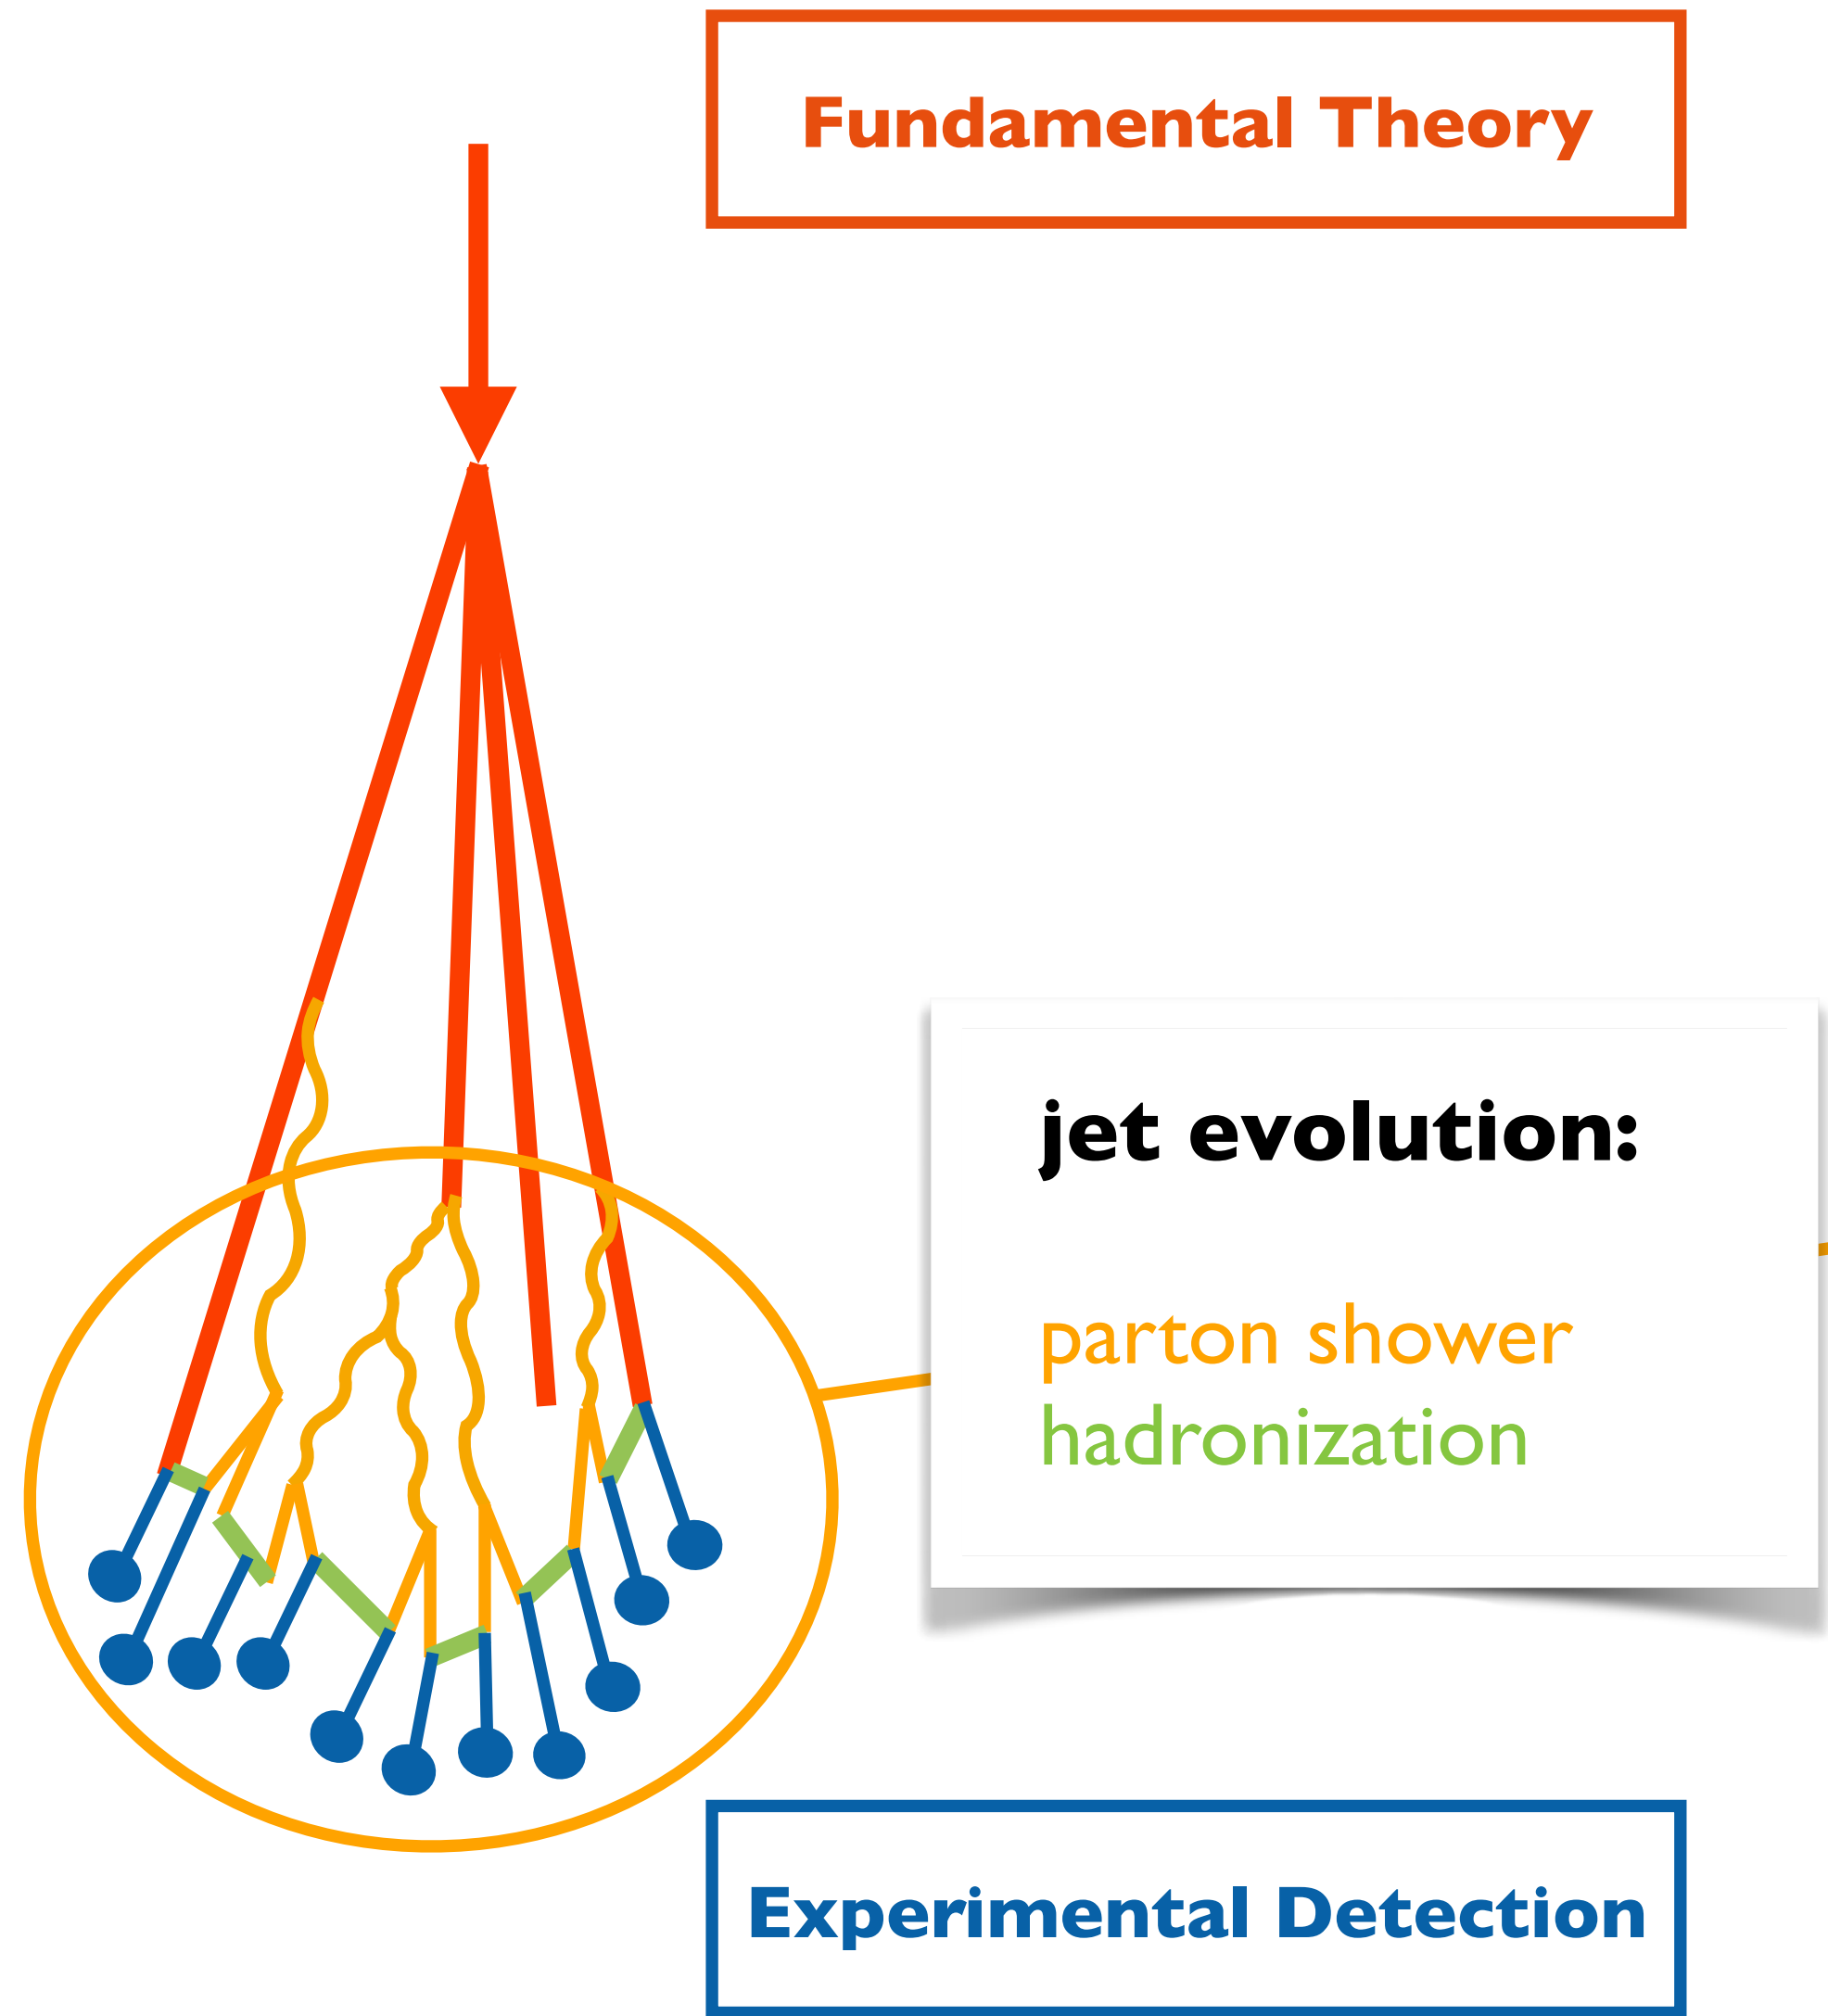 Fundamental Theory
jet evolution:
parton shower
hadronization
Experimental Detection